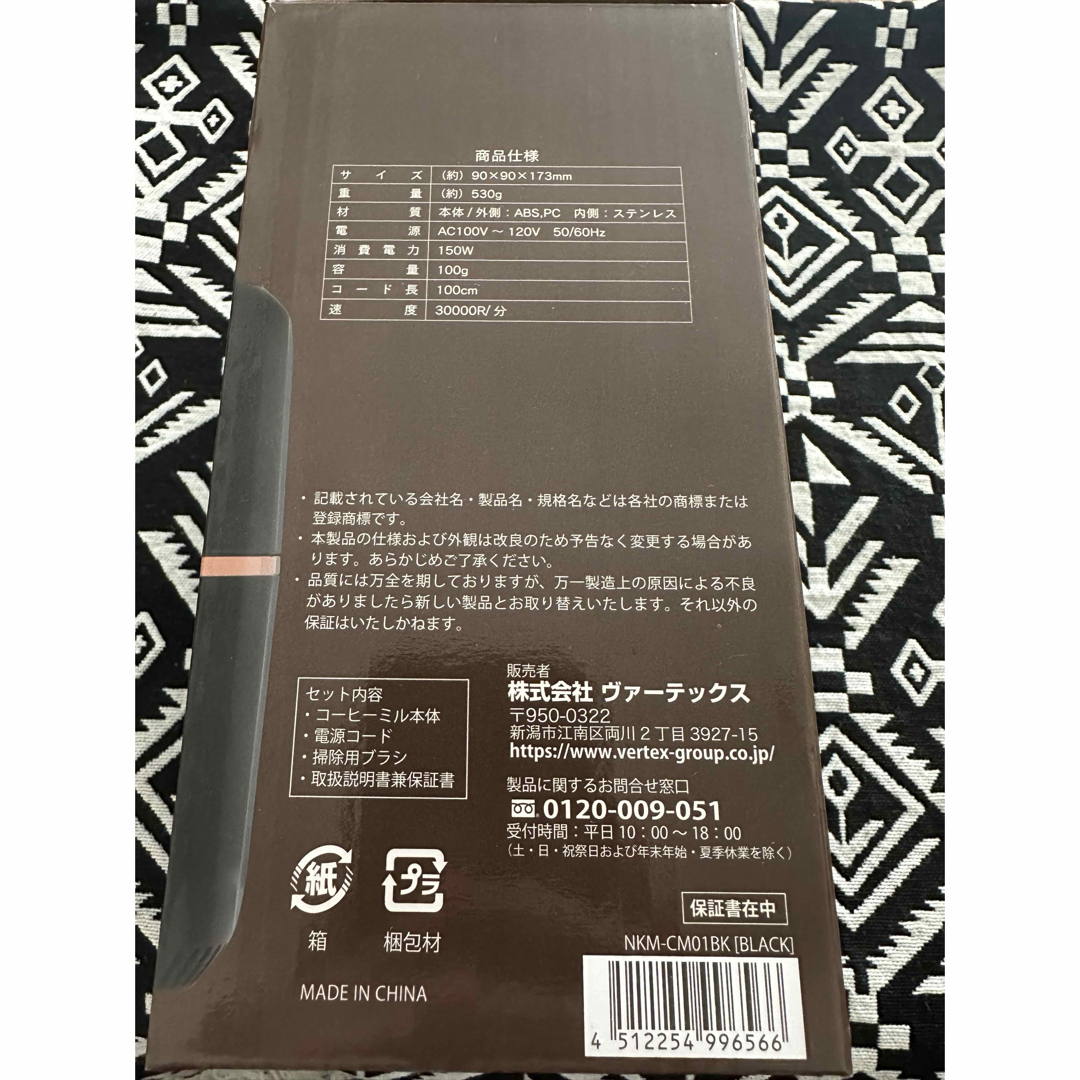 商品仕様
サイズ (約) 90×90×173mm
重量 (約) 530g
材質 本体 / 外側：ABS,PC 内側：ステンレス
電源 AC100V ～ 120V 50/60Hz
消費電力 150W
容量 100g
コード長 100cm
速度 30000R/ 分
・記載されている会社名・製品名・規格名などは各社の商標または
登録商標です。
・本製品の仕様および外観は改良のため予告なく変更する場合があ
ります。あらかじめご了承ください。
・品質には万全を期しておりますが、万一製造上の原因による不良
がありましたら新しい製品とお取り替えいたします。それ以外の
保証はいたしかねます。
セット内容
・コーヒーミル本体
・電源コード
・掃除用ブラシ
・取扱説明書兼保証書
販売者
株式会社 ヴァーテックス
〒950-0322
新潟市江南区両川 2 丁目 3927-15
https://www.vertex-group.co.jp/
製品に関するお問合せ窓口
0120-009-051
受付時間：平日 10：00 ～ 18：00
（土・日・祝祭日および年末年始・夏季休業を除く）
紙
プラ
箱
梱包材
保証書在中
NKM-CM01BK [BLACK]
MADE IN CHINA
4 512254 996566